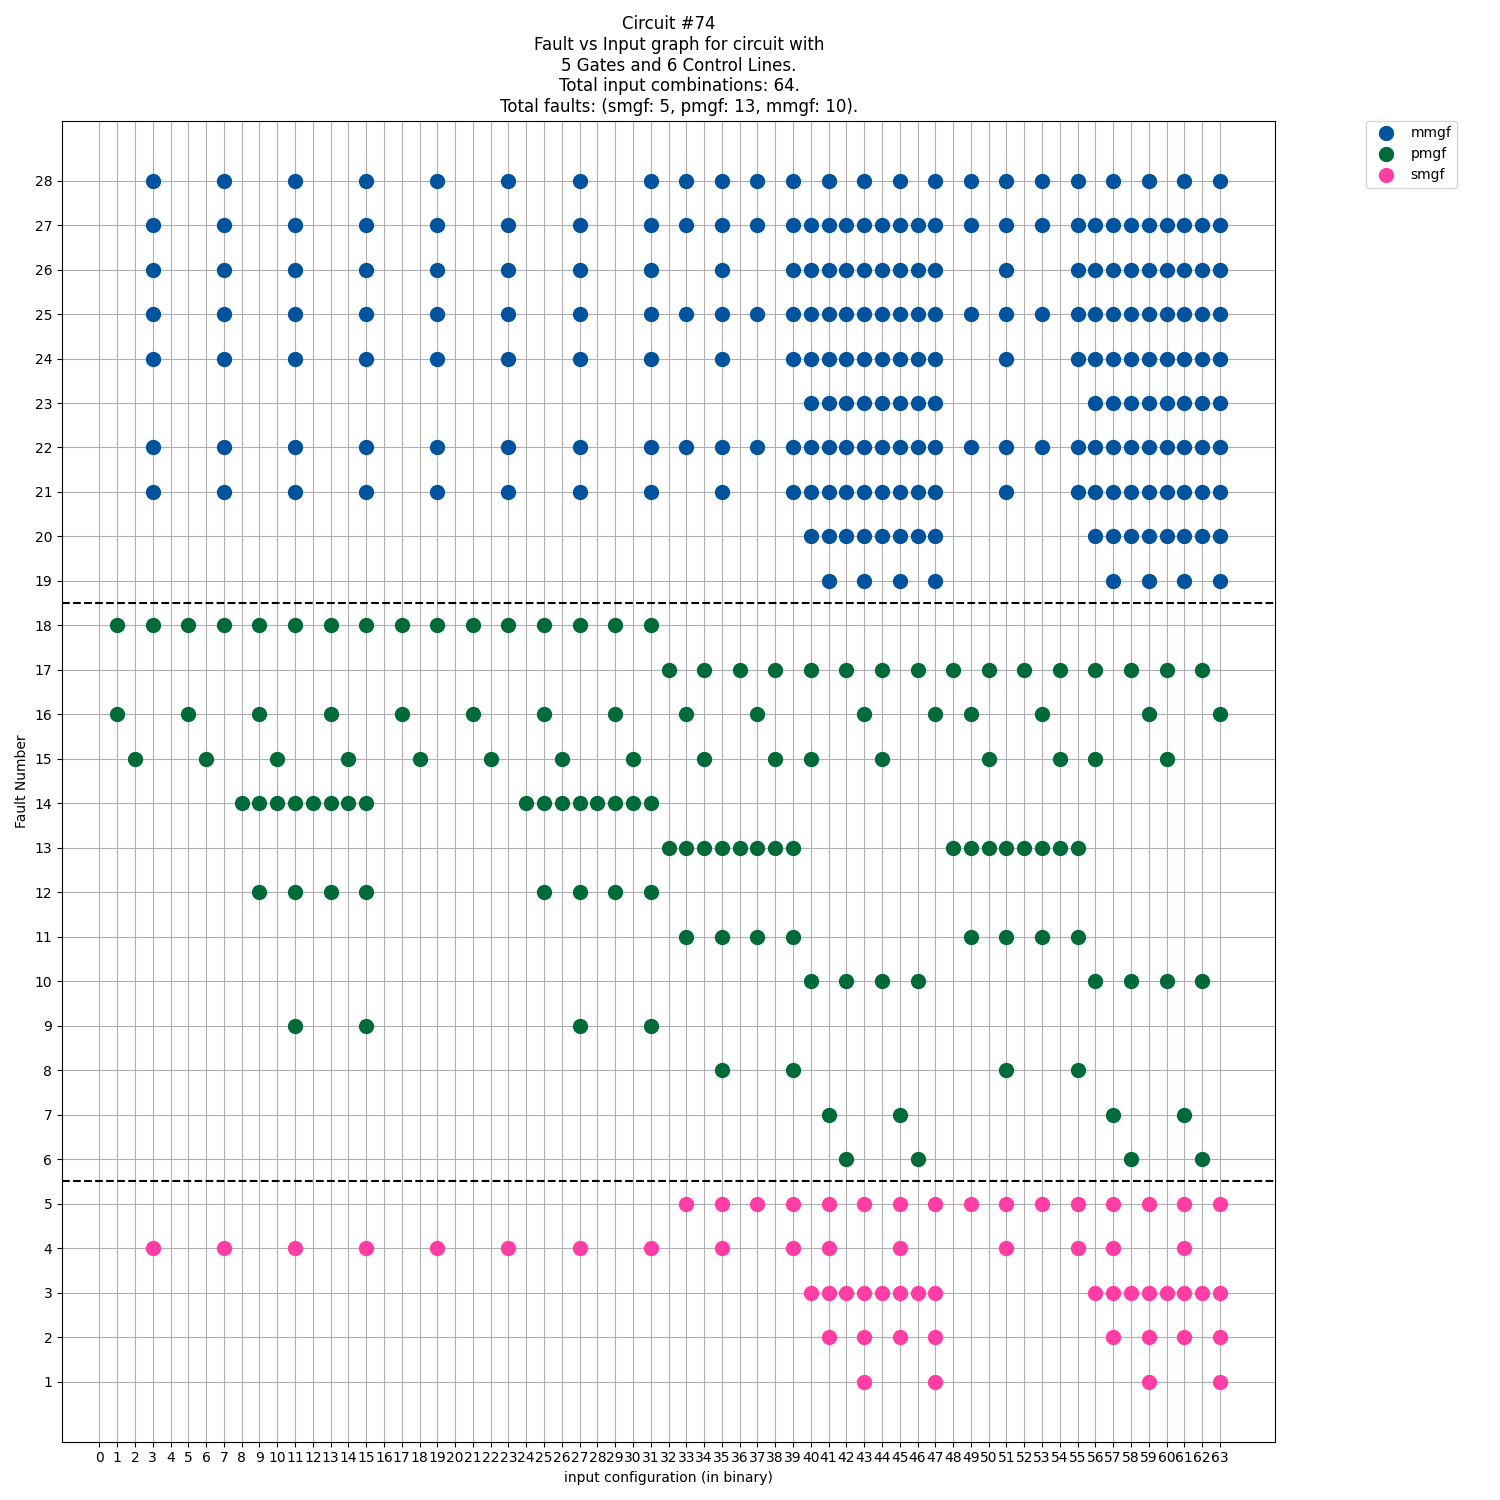 Circuit #74
Fault vs Input graph for circuit with
5 Gates and 6 Control Lines.
Total input combinations: 64.
Total faults: (smgf: 5, pmgf: 13, mmgf: 10).
mmgf
pmgf
smgf
28
27
26
25
24
23
22
21
20
19
18
17
16
15
14
13
12
11
10
9
8
7
6
5
4
3
2
1
Fault Number
0 1 2 3 4 5 6 7 8 9 10 11 12 13 14 15 16 17 18 19 20 21 22 23 24 25 26 27 28 29 30 31 32 33 34 35 36 37 38 39 40 41 42 43 44 45 46 47 48 49 50 51 52 53 54 55 56 57 58 59 60 61 62 63
input configuration (in binary)